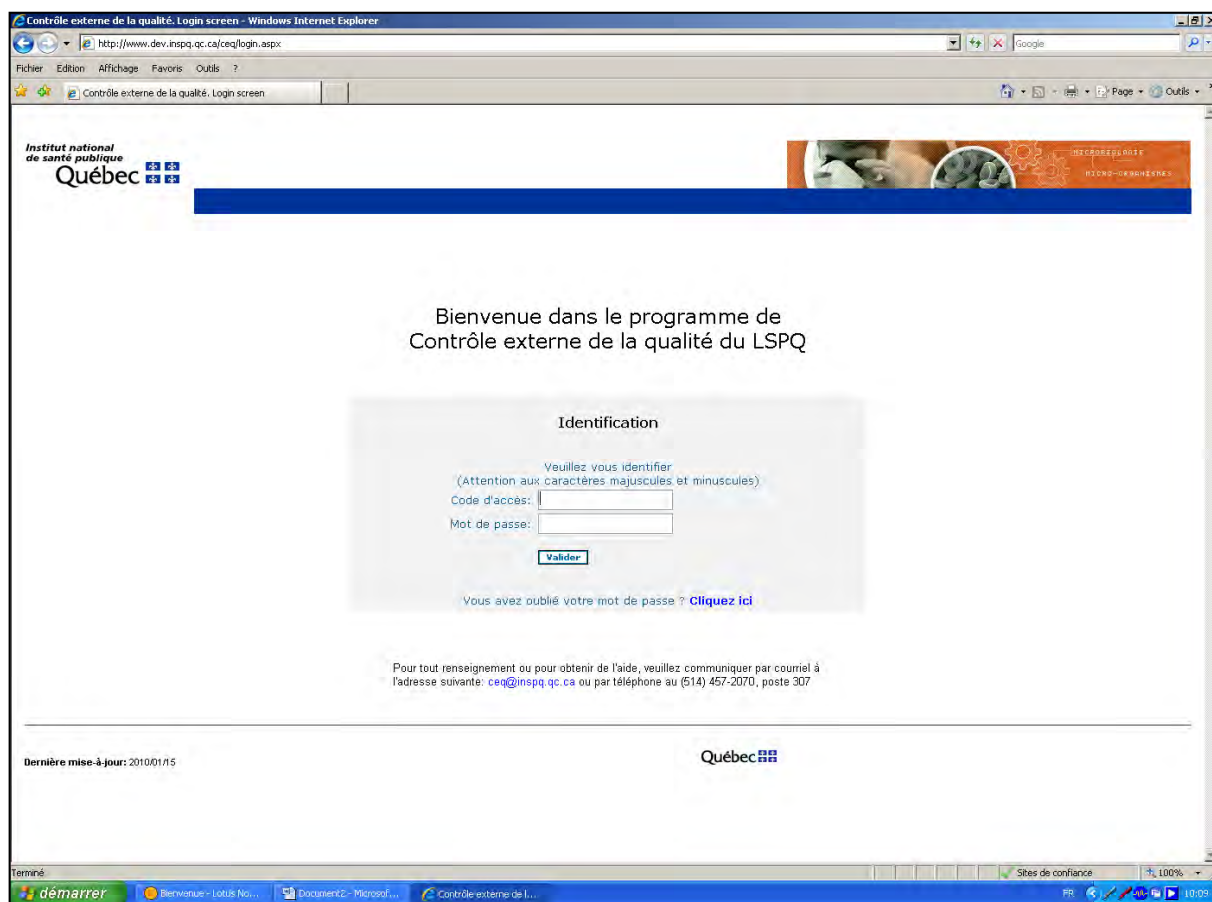 Contrôle externe de la qualité. Login screen - Windows Internet Explorer
http://www.dev.inspq.qc.ca/ceq/login.aspx
Google
Fichier Edition Affichage Favoris Outils ?
Contrôle externe de la qualité. Login screen
Page Outils
Institut national
de santé publique
Québec
MICROBIOLOGIE
MICRO-ORGANISMES
Bienvenue dans le programme de
Contrôle externe de la qualité du LSPQ
Identification
Veuillez vous identifier
(Attention aux caractères majuscules et minuscules)
Code d'accès:
Mot de passe:
Valider
Vous avez oublié votre mot de passe ? Cliquez ici
Pour tout renseignement ou pour obtenir de l'aide, veuillez communiquer par courriel à
l'adresse suivante: ceq@inspq.qc.ca ou par téléphone au (514) 457-2070, poste 307
Dernière mise-à-jour: 2010/01/15
Québec
Terminé
Sites de confiance
100%
démarrer
Bienvenue - Lotus No...
Document2 - Microsof...
Contrôle externe de l...
FR
10:09